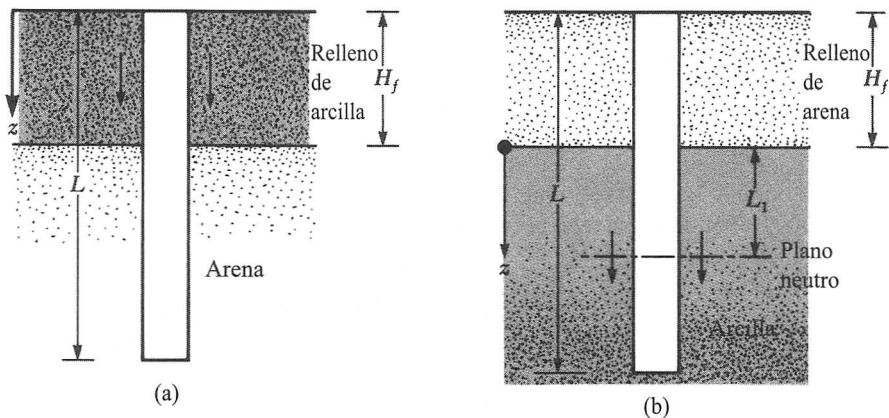 Relleno
de
arcilla
H_f
z
L
Arena
(a)
Relleno
de
arena
H_f
L
L_1
z
Plano
neutro
Arcilla
(b)